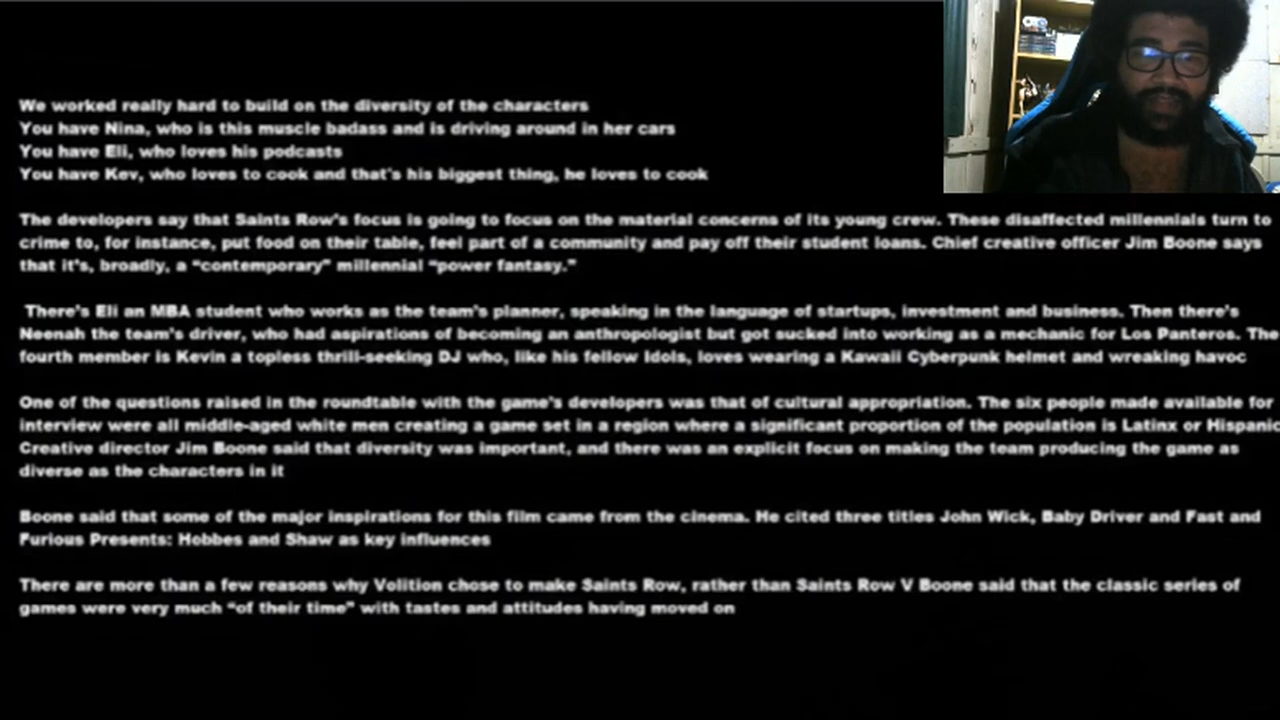 We worked really hard to build on the diversity of the characters
You have Nina, who is this muscle badass and is driving around in her cars
You have Eli, who loves his podcasts
You have Kev, who loves to cook and that's his biggest thing, he loves to cook
The developers say that Saints Row's focus is going to focus on the material concerns of its young crew. These disaffected millennials turn to
crime to, for instance, put food on their table, feel part of a community and pay off their student loans. Chief creative officer Jim Boone says
that it's, broadly, a “contemporary” millennial “power fantasy.”
There's Eli an MBA student who works as the team's planner, speaking in the language of startups, investment and business. Then there's
Neenah the team's driver, who had aspirations of becoming an anthropologist but got sucked into working as a mechanic for Los Panteros. The
fourth member is Kevin a topless thrill-seeking DJ who, like his fellow Idols, loves wearing a Kawaii Cyberpunk helmet and wreaking havoc
One of the questions raised in the roundtable with the game's developers was that of cultural appropriation. The six people made available for
interview were all middle-aged white men creating a game set in a region where a significant proportion of the population is Latinx or Hispanic
Creative director Jim Boone said that diversity was important, and there was an explicit focus on making the team producing the game as
diverse as the characters in it
Boone said that some of the major inspirations for this film came from the cinema. He cited three titles John Wick, Baby Driver and Fast and
Furious Presents: Hobbes and Shaw as key influences
There are more than a few reasons why Volition chose to make Saints Row, rather than Saints Row V Boone said that the classic series of
games were very much “of their time” with tastes and attitudes having moved on